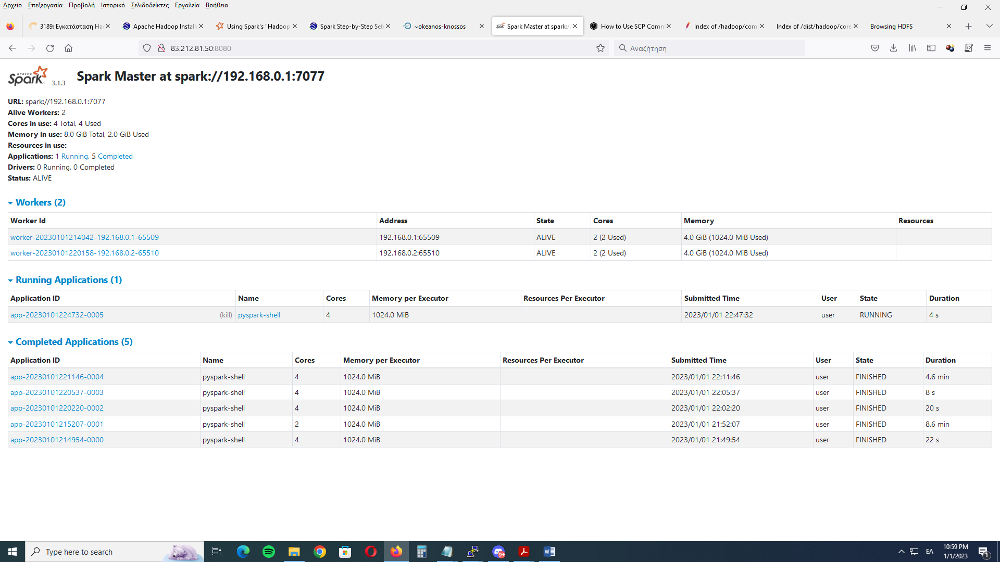 Αρχείο Επεξεργασία Προβολή Ιστορικό Σελιδοδείκτες Εργαλεία Βοήθεια
3189: Εγκατάσταση Ha
Apache Hadoop Install
Using Spark's "Hadoop
Spark Step-by-Step Set
~okeanos-knossos
Spark Master at spark:/
How to Use SCP Comm
Index of /hadoop/com
Index of /dist/hadoop/core
Browsing HDFS
83.212.81.50:8080
Αναζήτηση
APACHE Spark 3.1.3 Spark Master at spark://192.168.0.1:7077
URL: spark://192.168.0.1:7077
Alive Workers: 2
Cores in use: 4 Total, 4 Used
Memory in use: 8.0 GiB Total, 2.0 GiB Used
Resources in use:
Applications: 1 Running, 5 Completed
Drivers: 0 Running, 0 Completed
Status: ALIVE
Workers (2)
Worker Id Address State Cores Memory Resources
worker-20230101214042-192.168.0.1-65509 192.168.0.1:65509 ALIVE 2 (2 Used) 4.0 GiB (1024.0 MiB Used)
worker-20230101220158-192.168.0.2-65510 192.168.0.2:65510 ALIVE 2 (2 Used) 4.0 GiB (1024.0 MiB Used)
Running Applications (1)
Application ID Name Cores Memory per Executor Resources Per Executor Submitted Time User State Duration
app-20230101224732-0005 (kill) pyspark-shell 4 1024.0 MiB 2023/01/01 22:47:32 user RUNNING 4 s
Completed Applications (5)
Application ID Name Cores Memory per Executor Resources Per Executor Submitted Time User State Duration
app-20230101221146-0004 pyspark-shell 4 1024.0 MiB 2023/01/01 22:11:46 user FINISHED 4.6 min
app-20230101220537-0003 pyspark-shell 4 1024.0 MiB 2023/01/01 22:05:37 user FINISHED 8 s
app-20230101220220-0002 pyspark-shell 4 1024.0 MiB 2023/01/01 22:02:20 user FINISHED 20 s
app-20230101215207-0001 pyspark-shell 2 1024.0 MiB 2023/01/01 21:52:07 user FINISHED 8.6 min
app-20230101214954-0000 pyspark-shell 4 1024.0 MiB 2023/01/01 21:49:54 user FINISHED 22 s
Type here to search
9+
ΕΛ
10:59 PM
1/1/2023
1